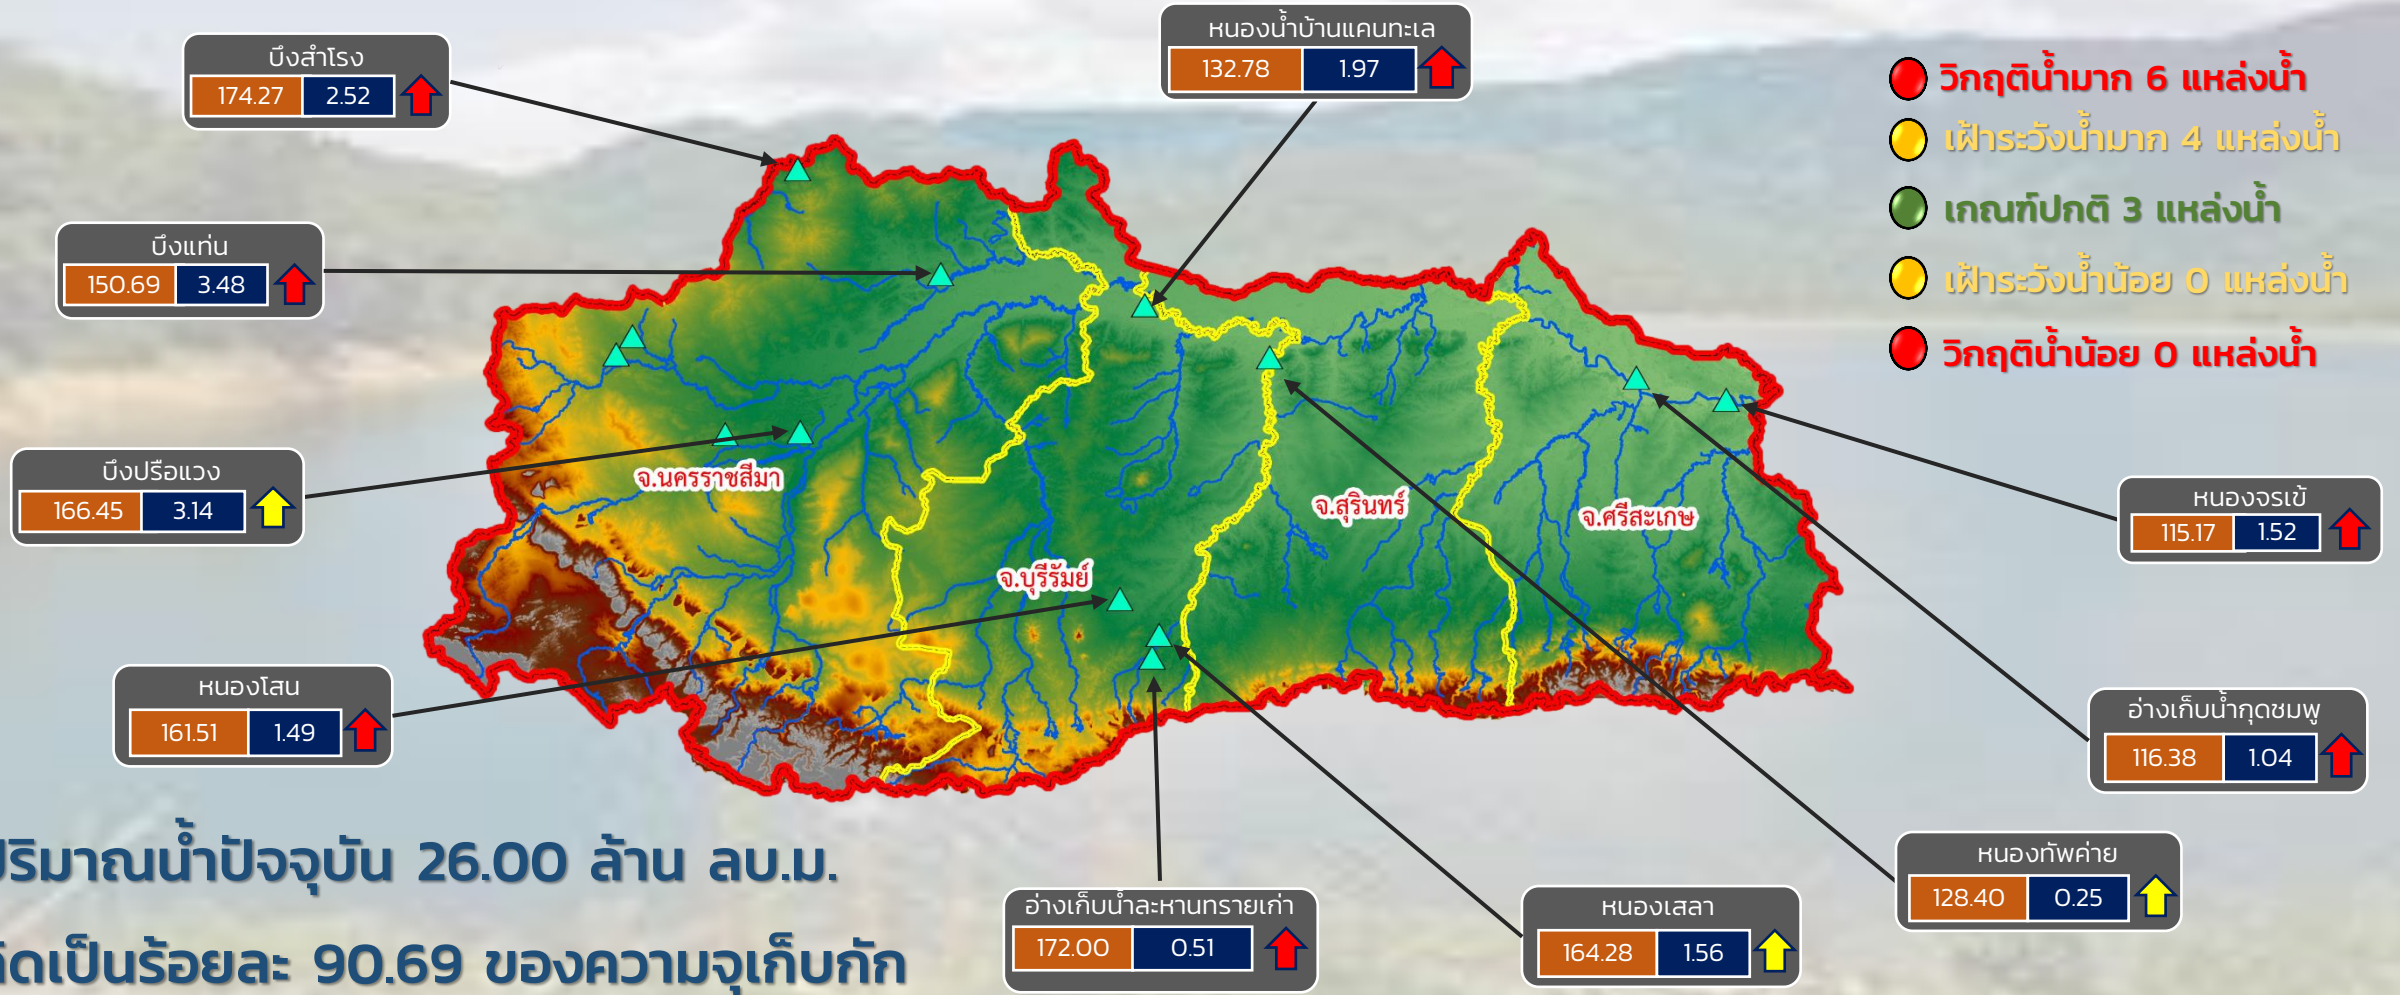 บึงสำโรง
174.27 2.52
หนองน้ำบ้านแคนทะเล
132.78 1.97
วิกฤติน้ำมาก 6 แหล่งน้ำ
เฝ้าระวังน้ำมาก 4 แหล่งน้ำ
เกณฑ์ปกติ 3 แหล่งน้ำ
เฝ้าระวังน้ำน้อย 0 แหล่งน้ำ
วิกฤติน้ำน้อย 0 แหล่งน้ำ
บึงแท่น
150.69 3.48
บึงปรือแวง
166.45 3.14
จ.นครราชสีมา
จ.สุรินทร์
จ.ศรีสะเกษ
จ.บุรีรัมย์
หนองจรเข้
115.17 1.52
หนองโสน
161.51 1.49
อ่างเก็บน้ำกุดชมพู
116.38 1.04
ปริมาณน้ำปัจจุบัน 26.00 ล้าน ลบ.ม.
คิดเป็นร้อยละ 90.69 ของความจุเก็บกัก
อ่างเก็บน้ำละหานทรายเก่า
172.00 0.51
หนองเสลา
164.28 1.56
หนองทัพค่าย
128.40 0.25